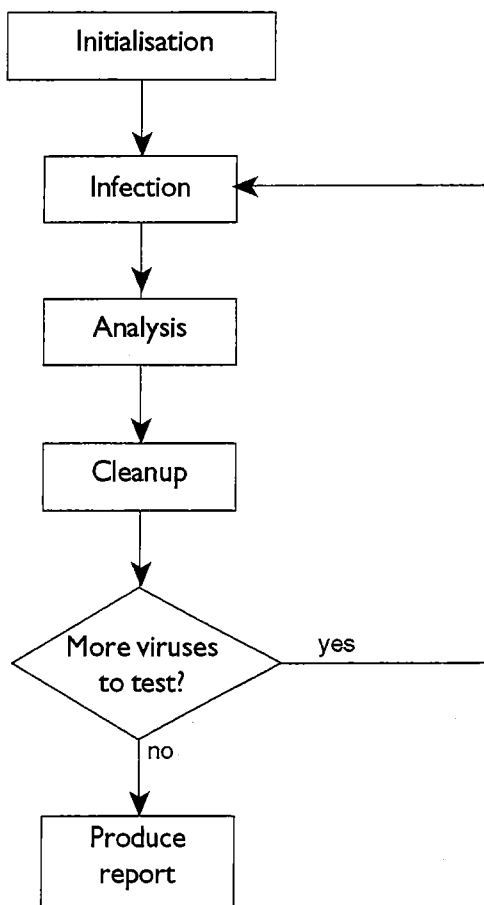 Initialisation
Infection
Analysis
Cleanup
More viruses
to test?
yes
no
Produce
report